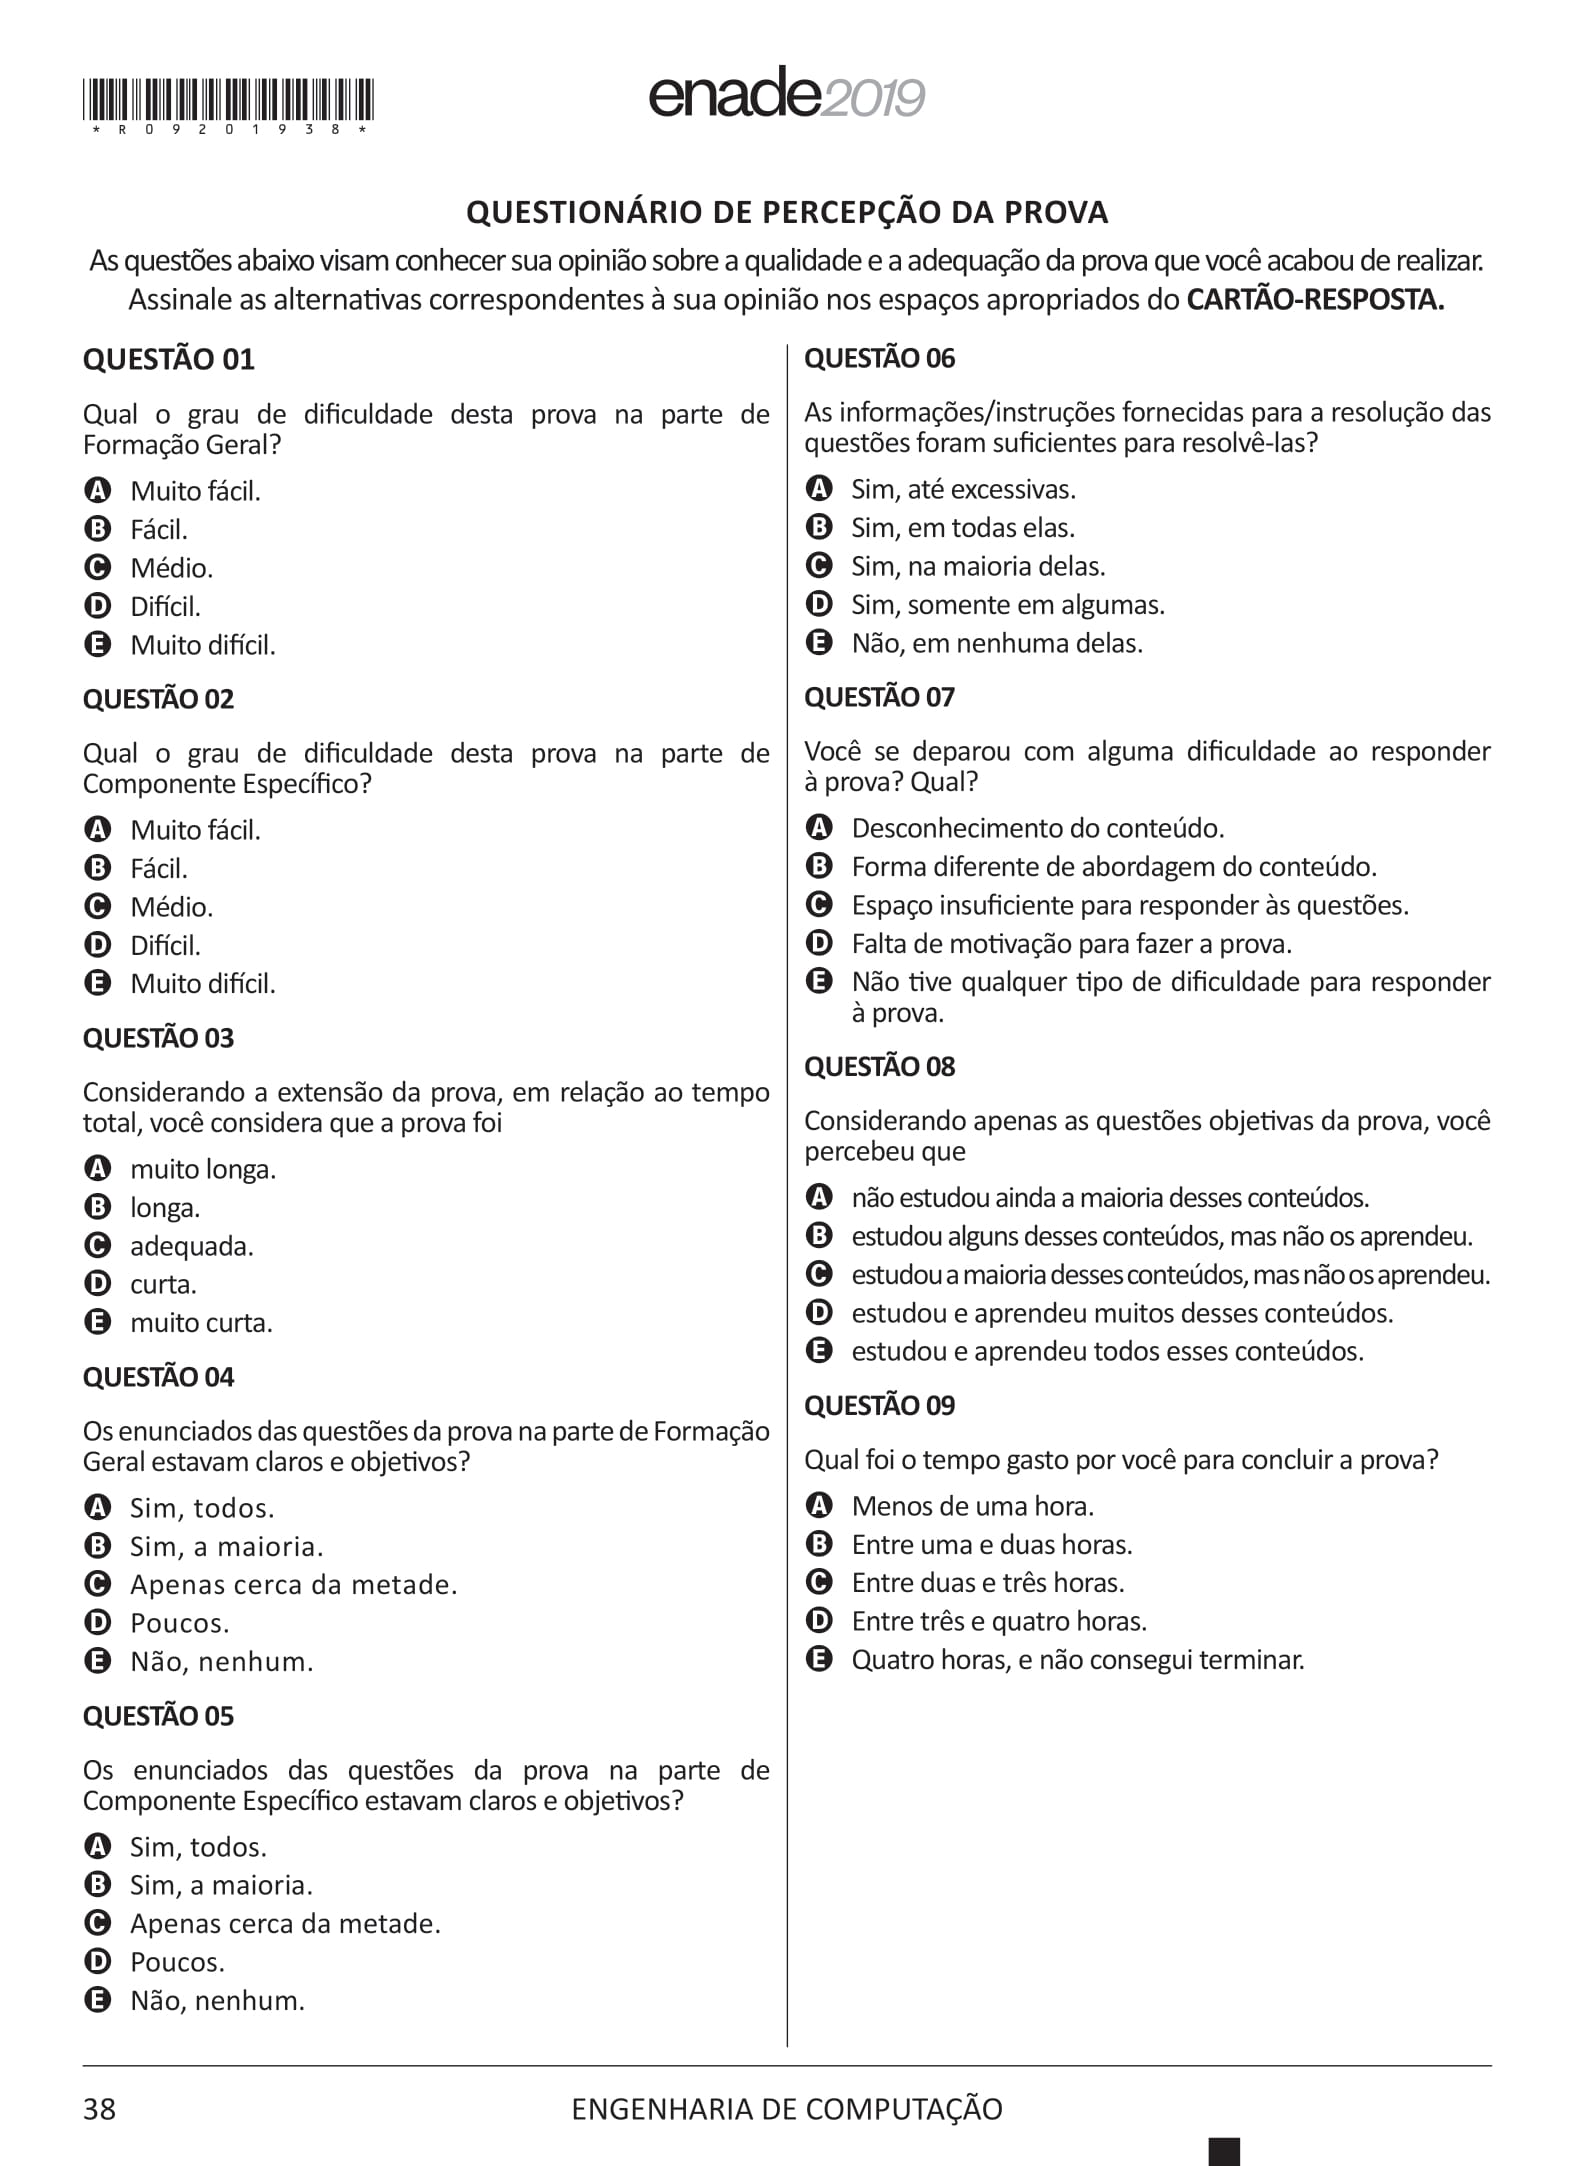 *R09201938*
enade2019
QUESTIONÁRIO DE PERCEPÇÃO DA PROVA
As questões abaixo visam conhecer sua opinião sobre a qualidade e a adequação da prova que você acabou de realizar.
Assinale as alternativas correspondentes à sua opinião nos espaços apropriados do CARTÃO-RESPOSTA.
QUESTÃO 01
Qual o grau de dificuldade desta prova na parte de
Formação Geral?
A Muito fácil.
B Fácil.
C Médio.
D Difícil.
E Muito difícil.
QUESTÃO 02
Qual o grau de dificuldade desta prova na parte de
Componente Específico?
A Muito fácil.
B Fácil.
C Médio.
D Difícil.
E Muito difícil.
QUESTÃO 03
Considerando a extensão da prova, em relação ao tempo
total, você considera que a prova foi
A muito longa.
B longa.
C adequada.
D curta.
E muito curta.
QUESTÃO 04
Os enunciados das questões da prova na parte de Formação
Geral estavam claros e objetivos?
A Sim, todos.
B Sim, a maioria.
C Apenas cerca da metade.
D Poucos.
E Não, nenhum.
QUESTÃO 05
Os enunciados das questões da prova na parte de
Componente Específico estavam claros e objetivos?
A Sim, todos.
B Sim, a maioria.
C Apenas cerca da metade.
D Poucos.
E Não, nenhum.
QUESTÃO 06
As informações/instruções fornecidas para a resolução das
questões foram suficientes para resolvê-las?
A Sim, até excessivas.
B Sim, em todas elas.
C Sim, na maioria delas.
D Sim, somente em algumas.
E Não, em nenhuma delas.
QUESTÃO 07
Você se deparou com alguma dificuldade ao responder
à prova? Qual?
A Desconhecimento do conteúdo.
B Forma diferente de abordagem do conteúdo.
C Espaço insuficiente para responder às questões.
D Falta de motivação para fazer a prova.
E Não tive qualquer tipo de dificuldade para responder
à prova.
QUESTÃO 08
Considerando apenas as questões objetivas da prova, você
percebeu que
A não estudou ainda a maioria desses conteúdos.
B estudou alguns desses conteúdos, mas não os aprendeu.
C estudou a maioria desses conteúdos, mas não os aprendeu.
D estudou e aprendeu muitos desses conteúdos.
E estudou e aprendeu todos esses conteúdos.
QUESTÃO 09
Qual foi o tempo gasto por você para concluir a prova?
A Menos de uma hora.
B Entre uma e duas horas.
C Entre duas e três horas.
D Entre três e quatro horas.
E Quatro horas, e não consegui terminar.
38
ENGENHARIA DE COMPUTAÇÃO